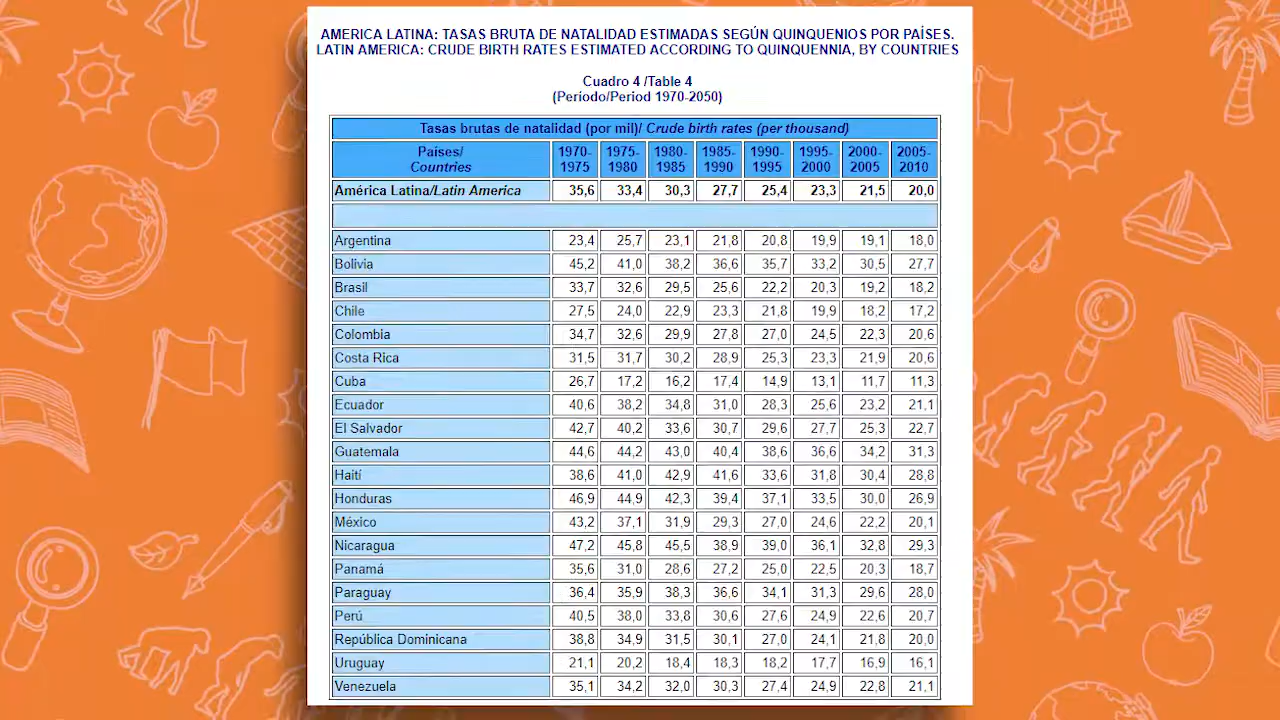 AMERICA LATINA: TASAS BRUTA DE NATALIDAD ESTIMADAS SEGÚN QUINQUENIOS POR PAÍSES.
LATIN AMERICA: CRUDE BIRTH RATES ESTIMATED ACCORDING TO QUINQUENNIA, BY COUNTRIES
Cuadro 4 /Table 4
(Período/Period 1970-2050)
Tasas brutas de natalidad (por mil)/ Crude birth rates (per thousand)
Países/ Countries 1970-1975 1975-1980 1980-1985 1985-1990 1990-1995 1995-2000 2000-2005 2005-2010
América Latina/Latin America 35,6 33,4 30,3 27,7 25,4 23,3 21,5 20,0
Argentina 23,4 25,7 23,1 21,8 20,8 19,9 19,1 18,0
Bolivia 45,2 41,0 38,2 36,6 35,7 33,2 30,5 27,7
Brasil 33,7 32,6 29,5 25,6 22,2 20,3 19,2 18,2
Chile 27,5 24,0 22,9 23,3 21,8 19,9 18,2 17,2
Colombia 34,7 32,6 29,9 27,8 27,0 24,5 22,3 20,6
Costa Rica 31,5 31,7 30,2 28,9 25,3 23,3 21,9 20,6
Cuba 26,7 17,2 16,2 17,4 14,9 13,1 11,7 11,3
Ecuador 40,6 38,2 34,8 31,0 28,3 25,6 23,2 21,1
El Salvador 42,7 40,2 33,6 30,7 29,6 27,7 25,3 22,7
Guatemala 44,6 44,2 43,0 40,4 38,6 36,6 34,2 31,3
Haití 38,6 41,0 42,9 41,6 33,6 31,8 30,4 28,8
Honduras 46,9 44,9 42,3 39,4 37,1 33,5 30,0 26,9
México 43,2 37,1 31,9 29,3 27,0 24,6 22,2 20,1
Nicaragua 47,2 45,8 45,5 38,9 39,0 36,1 32,8 29,3
Panamá 35,6 31,0 28,6 27,2 25,0 22,5 20,3 18,7
Paraguay 36,4 35,9 38,3 36,6 34,1 31,3 29,6 28,0
Perú 40,5 38,0 33,8 30,6 27,6 24,9 22,6 20,7
República Dominicana 38,8 34,9 31,5 30,1 27,0 24,1 21,8 20,0
Uruguay 21,1 20,2 18,4 18,3 18,2 17,7 16,9 16,1
Venezuela 35,1 34,2 32,0 30,3 27,4 24,9 22,8 21,1